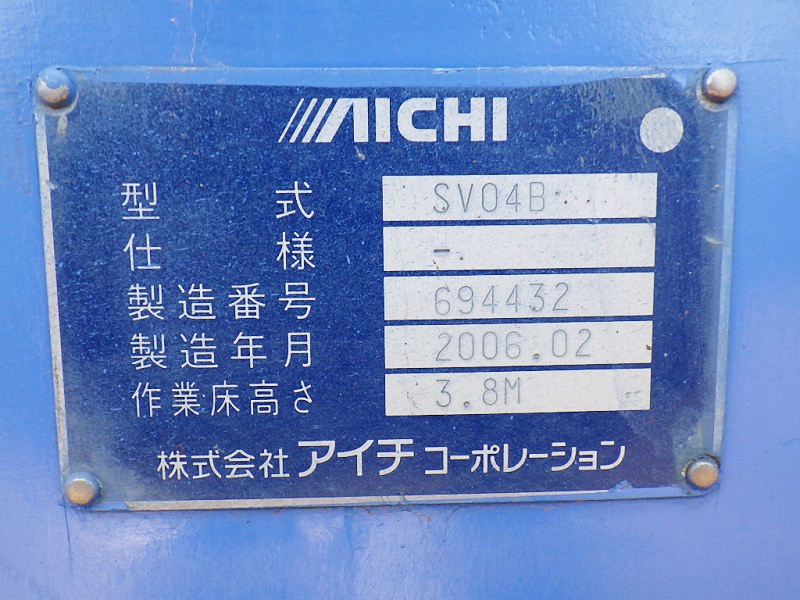 AICHI
型式 SV04B
仕様 -
製造番号 694432
製造年月 2006.02
作業床高さ 3.8M
株式会社アイチコーポレーション